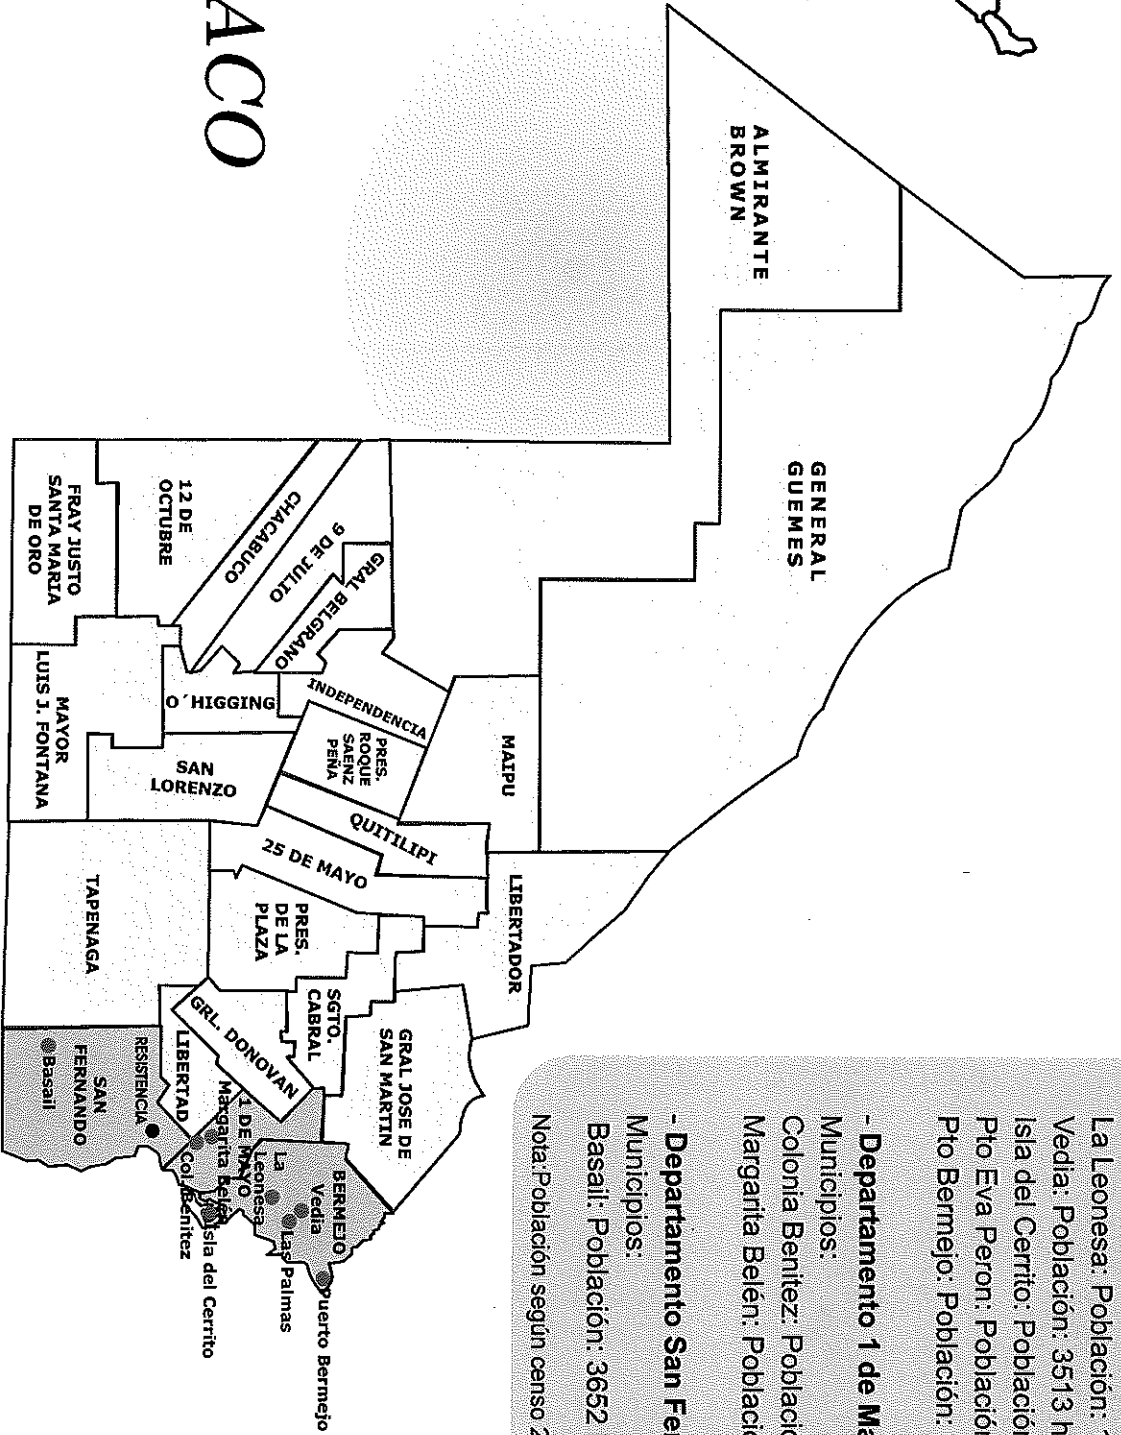 ACO
ALMIRANTE
BROWN
GENERAL
GUEMES
12 DE
OCTUBRE
FRAY JUSTO
SANTA MARIA
DE ORO
CHACABUCO
9 DE JULIO
GRAL BELGRANO
INDEPENDENCIA
O´HIGGING
MAYOR
LUIS J. FONTANA
SAN
LORENZO
PRES.
ROQUE
SAENZ
PEÑA
MAIPU
QUITILIPI
25 DE MAYO
LIBERTADOR
TAPENAGA
PRES.
DE LA
PLAZA
SGTO.
CABRAL
GRL. DONOVAN
GRAL JOSE DE
SAN MARTIN
LIBERTAD
RESISTENCIA
SAN
FERNANDO
Basail
1 DE MAYO
Margarita Belén
Col. Benitez
Isla del Cerrito
BERMEJO
Vedia
La
Leonesa
Las Palmas
Puerto Bermejo
La Leonesa: Población:
Vedia: Población: 3513 h
Isla del Cerrito: Población
Pto Eva Peron: Población
Pto Bermejo: Población:
- Departamento 1 de Ma
Municipios:
Colonia Benitez: Població
Margarita Belén: Poblaci
- Departamento San Fe
Municipios:
Basail: Población: 3652
Nota:Población según censo 2